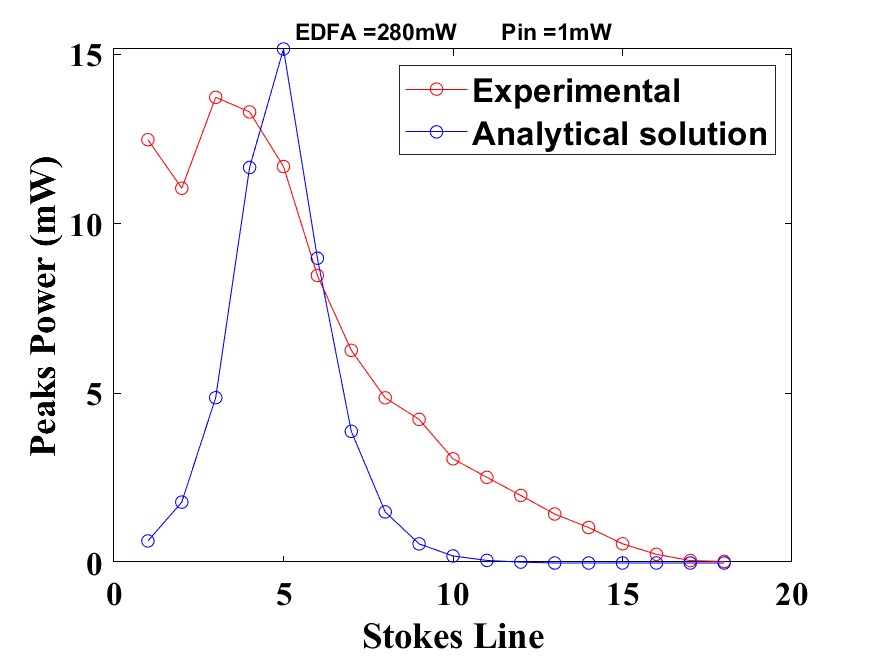 EDFA =280mW Pin =1mW
Experimental
Analytical solution
Peaks Power (mW)
15
10
5
0
0 5 10 15 20
Stokes Line